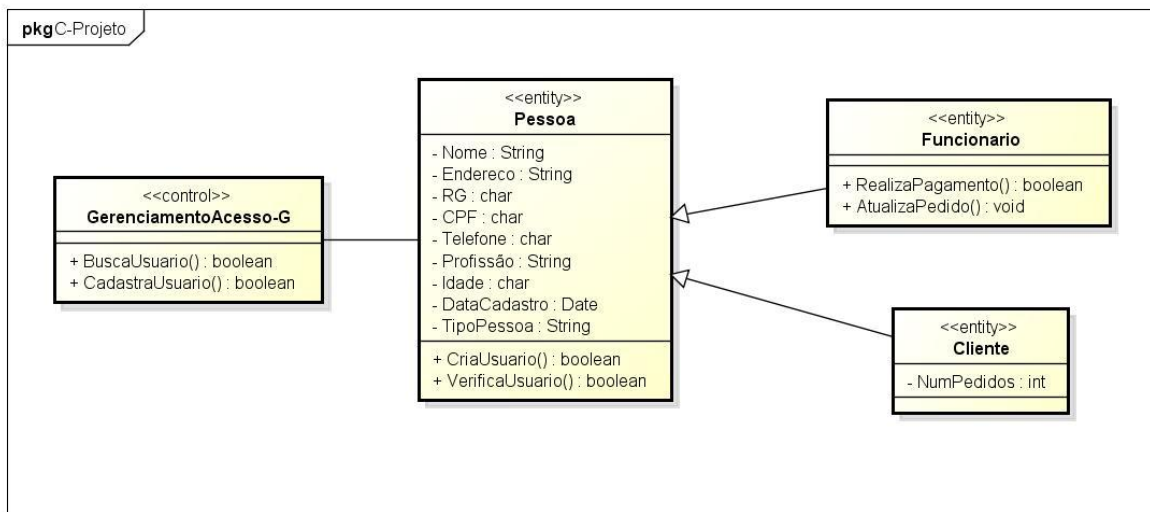 pkg C-Projeto
<<control>>
GerenciamentoAcesso-G
+ BuscaUsuario() : boolean
+ CadastraUsuario() : boolean
<<entity>>
Pessoa
- Nome : String
- Endereco : String
- RG : char
- CPF : char
- Telefone : char
- Profissão : String
- Idade : char
- DataCadastro : Date
- TipoPessoa : String
+ CriaUsuario() : boolean
+ VerificaUsuario() : boolean
<<entity>>
Funcionario
+ RealizaPagamento() : boolean
+ AtualizaPedido() : void
<<entity>>
Cliente
- NumPedidos : int